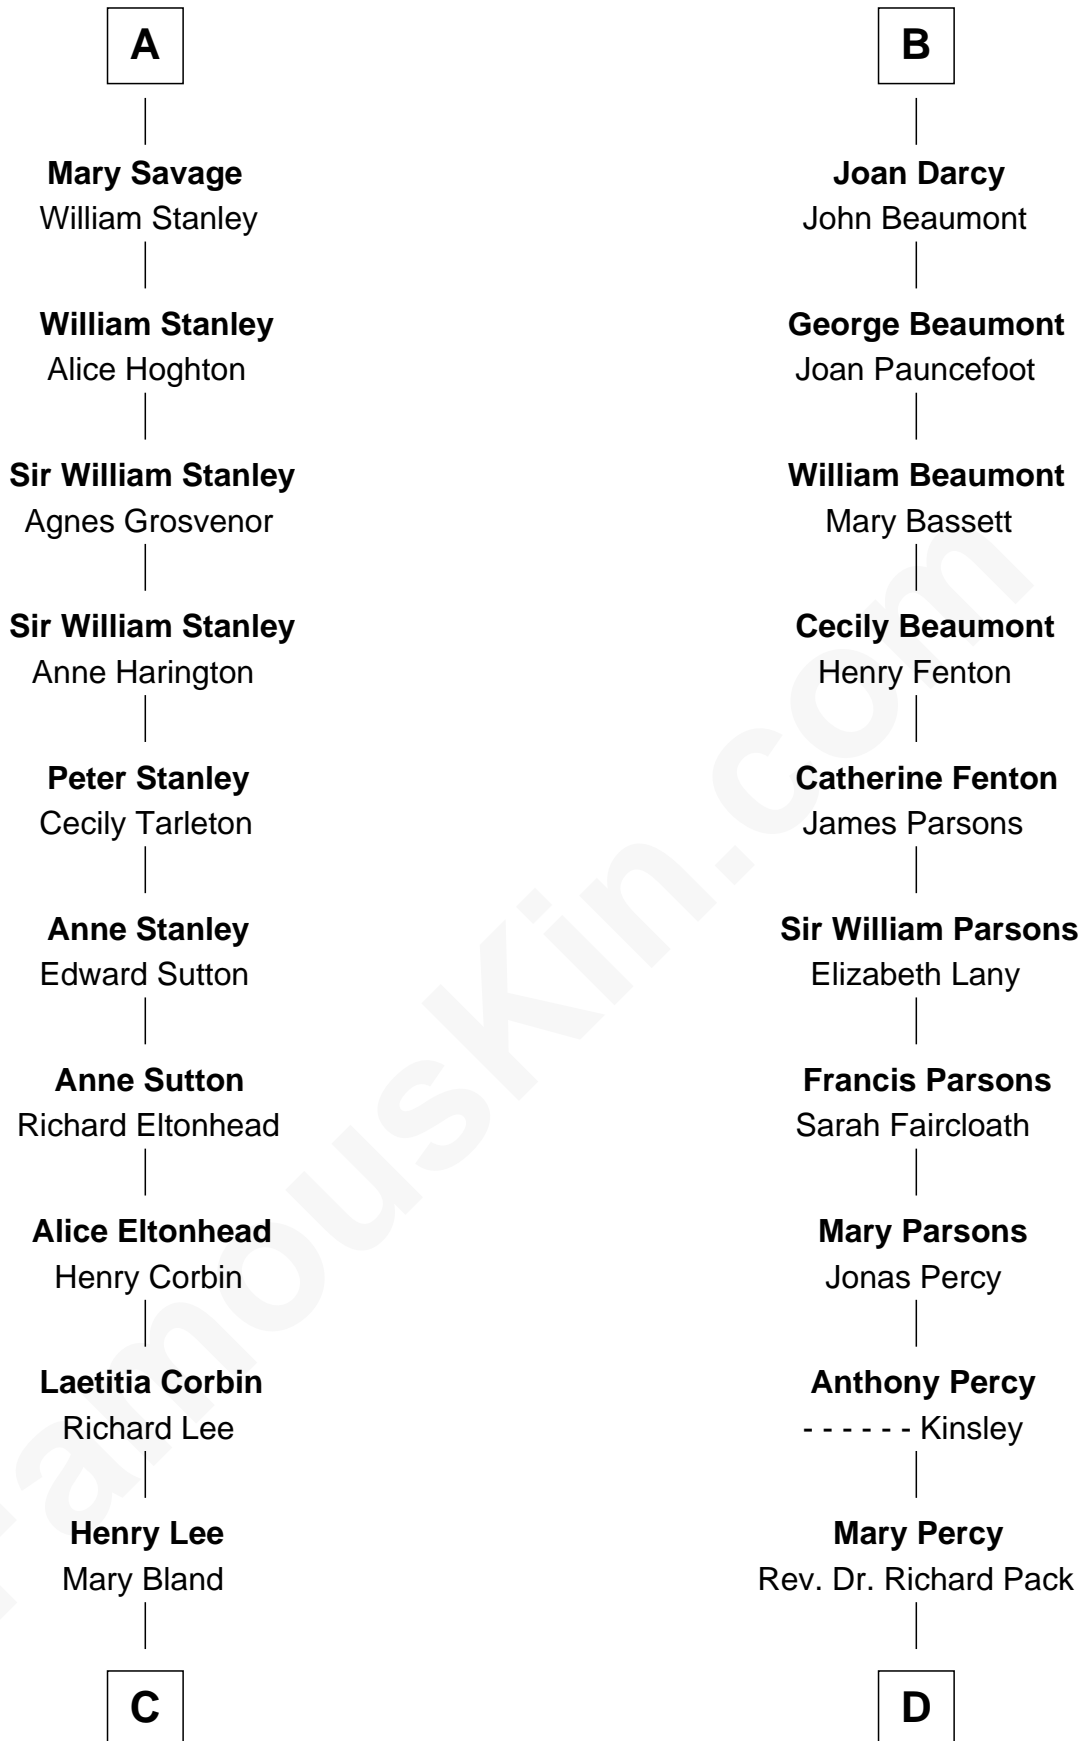 A
Mary Savage
William Stanley
William Stanley
Alice Hoghton
Sir William Stanley
Agnes Grosvenor
Sir William Stanley
Anne Harington
Peter Stanley
Cecily Tarleton
Anne Stanley
Edward Sutton
Anne Sutton
Richard Eltonhead
Alice Eltonhead
Henry Corbin
Laetitia Corbin
Richard Lee
Henry Lee
Mary Bland
C
B
Joan Darcy
John Beaumont
George Beaumont
Joan Pauncefoot
William Beaumont
Mary Bassett
Cecily Beaumont
Henry Fenton
Catherine Fenton
James Parsons
Sir William Parsons
Elizabeth Lany
Francis Parsons
Sarah Faircloath
Mary Parsons
Jonas Percy
Anthony Percy
- - - - - - Kinsley
Mary Percy
Rev. Dr. Richard Pack
D
FamousKin.com